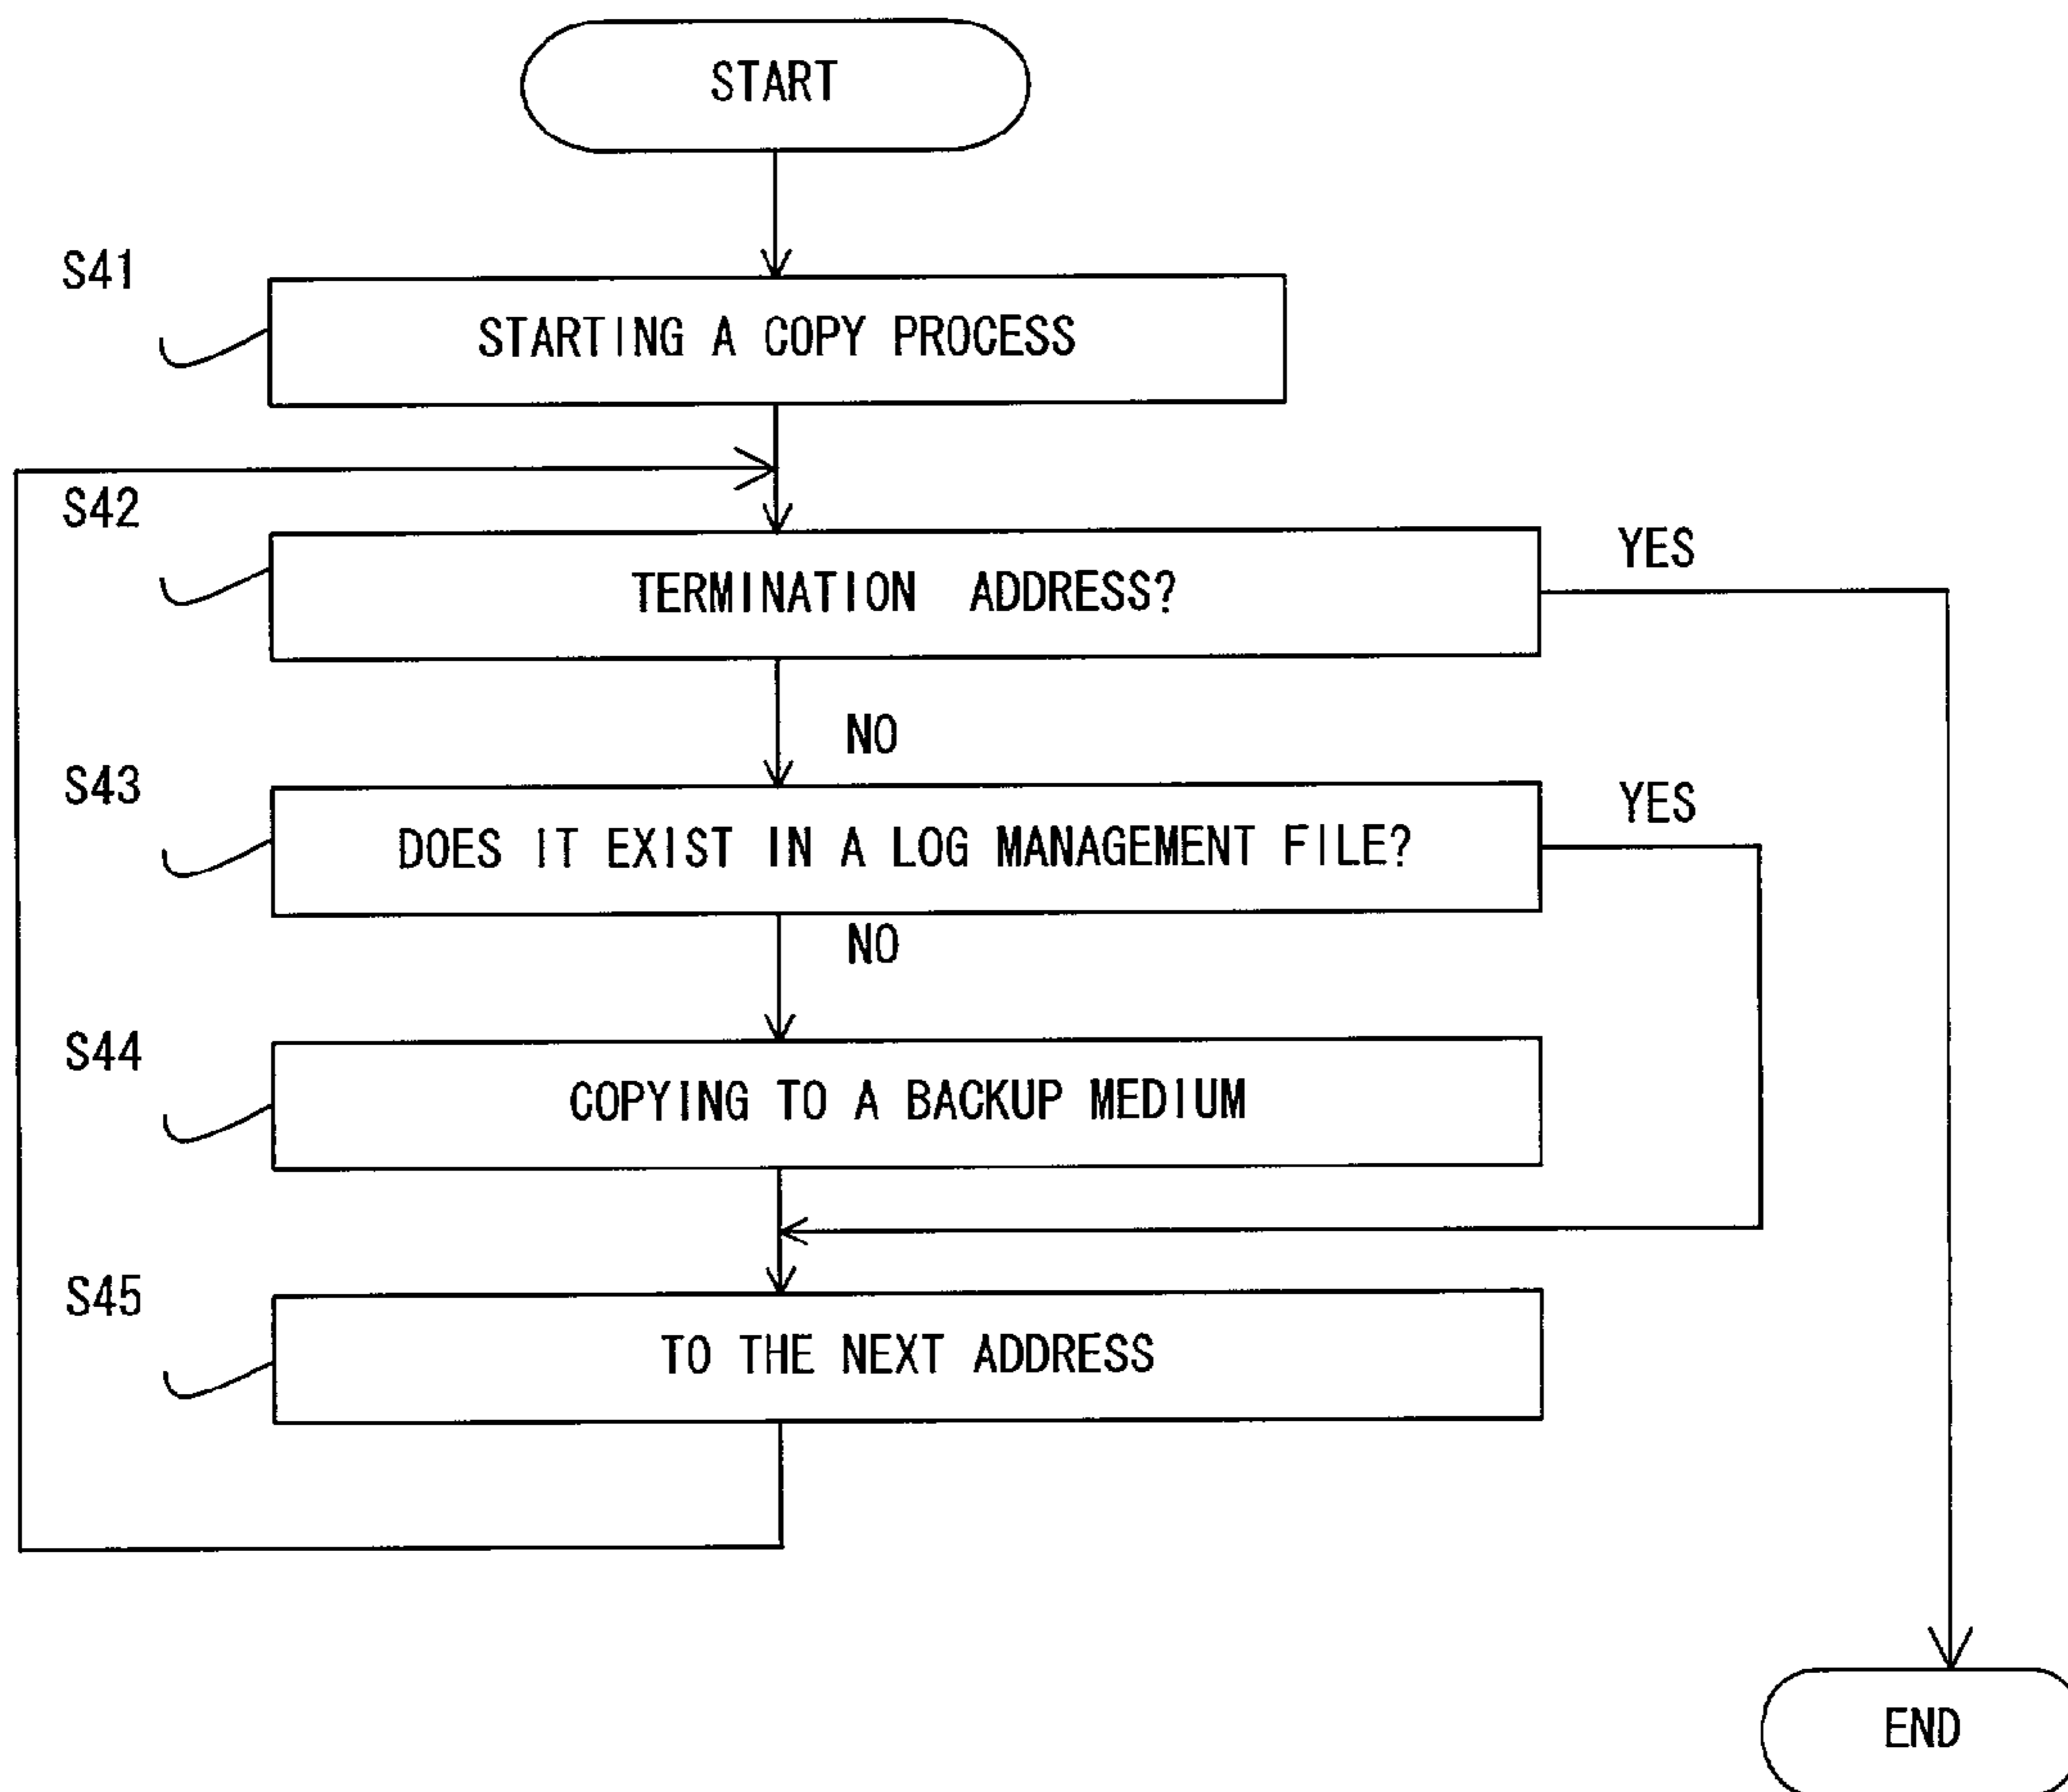 START
S41
STARTING A COPY PROCESS
S42
TERMINATION ADDRESS?
YES
NO
S43
DOES IT EXIST IN A LOG MANAGEMENT FILE?
YES
NO
S44
COPYING TO A BACKUP MEDIUM
S45
TO THE NEXT ADDRESS
END